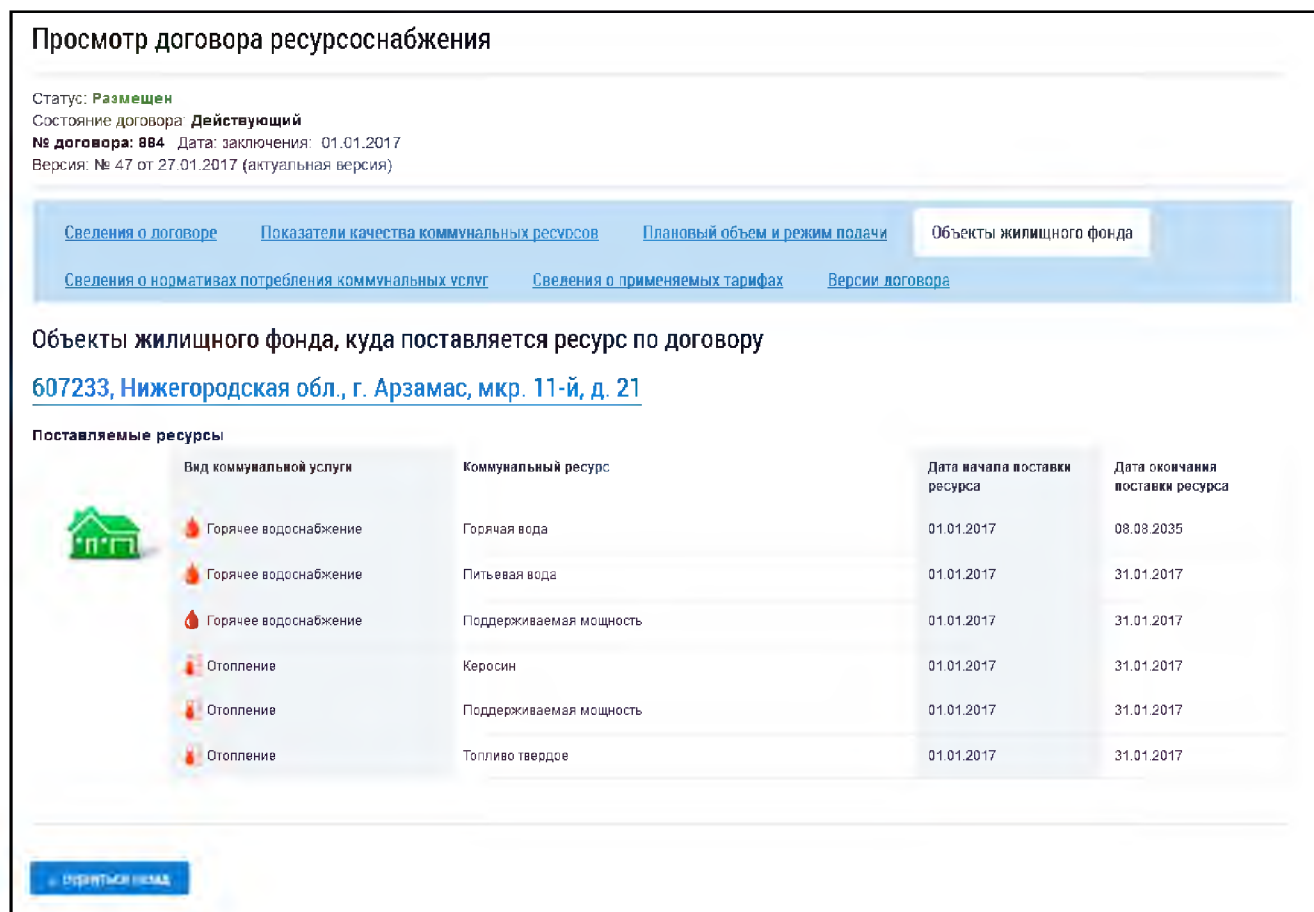 Просмотр договора ресурсоснабжения
Статус: Размещен
Состояние договора: Действующий
№ договора: 884 Дата: заключения: 01.01.2017
Версия: № 47 от 27.01.2017 (актуальная версия)
Сведения о договоре Показатели качества коммунальных ресурсов Плановый объем и режим подачи Объекты жилищного фонда
Сведения о нормативах потребления коммунальных услуг Сведения о применяемых тарифах Версии договора
Объекты жилищного фонда, куда поставляется ресурс по договору
607233, Нижегородская обл., г. Арзамас, мкр. 11-й, д. 21
Поставляемые ресурсы
Вид коммунальной услуги Коммунальный ресурс Дата начала поставки Дата окончания
ресурса поставки ресурса
Горячее водоснабжение Горячая вода 01.01.2017 08.08.2035
Горячее водоснабжение Питьевая вода 01.01.2017 31.01.2017
Горячее водоснабжение Поддерживаемая мощность 01.01.2017 31.01.2017
Отопление Керосин 01.01.2017 31.01.2017
Отопление Поддерживаемая мощность 01.01.2017 31.01.2017
Отопление Топливо твердое 01.01.2017 31.01.2017